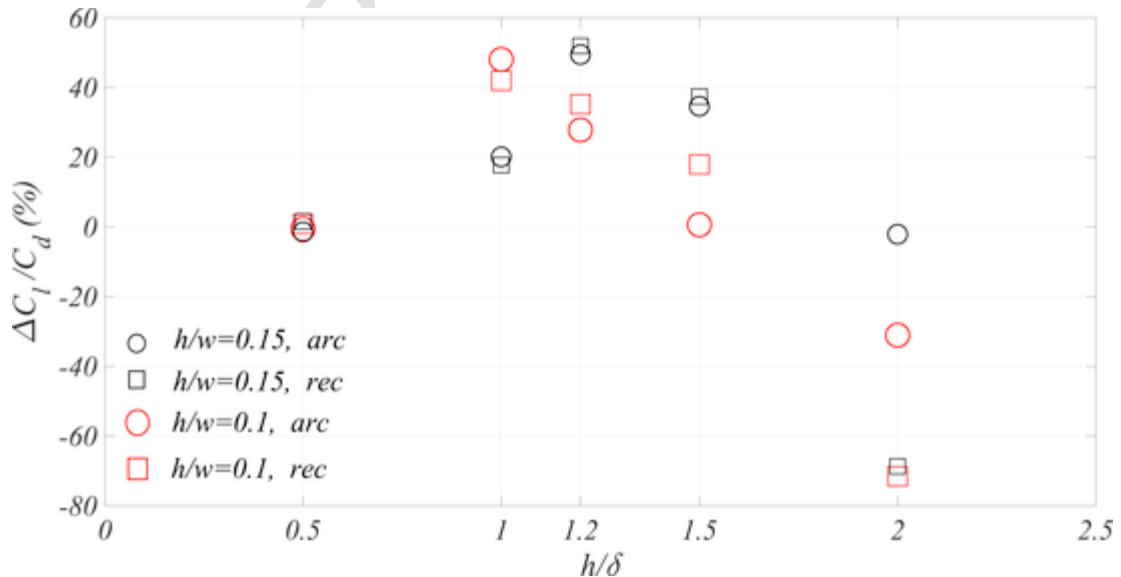 60
40
20
0
-20
-40
-60
-80
ΔC_l/C_d (%)
h/w=0.15, arc
h/w=0.15, rec
h/w=0.1, arc
h/w=0.1, rec
0 0.5 1 1.2 1.5 2 2.5
h/δ